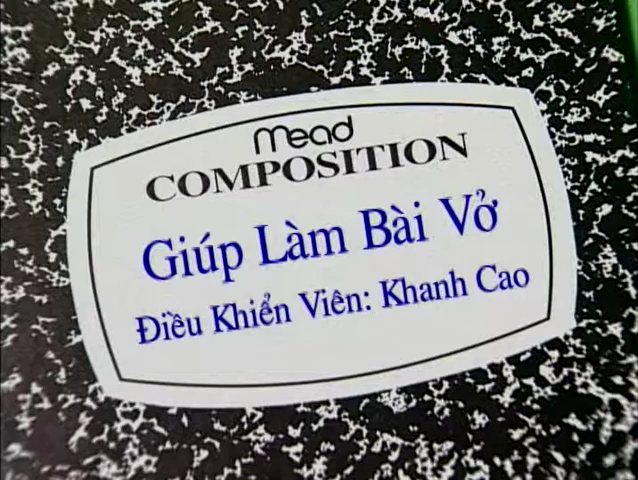 Mead
COMPOSITION
Giúp Làm Bài Vở
Điều Khiển Viên: Khanh Cao